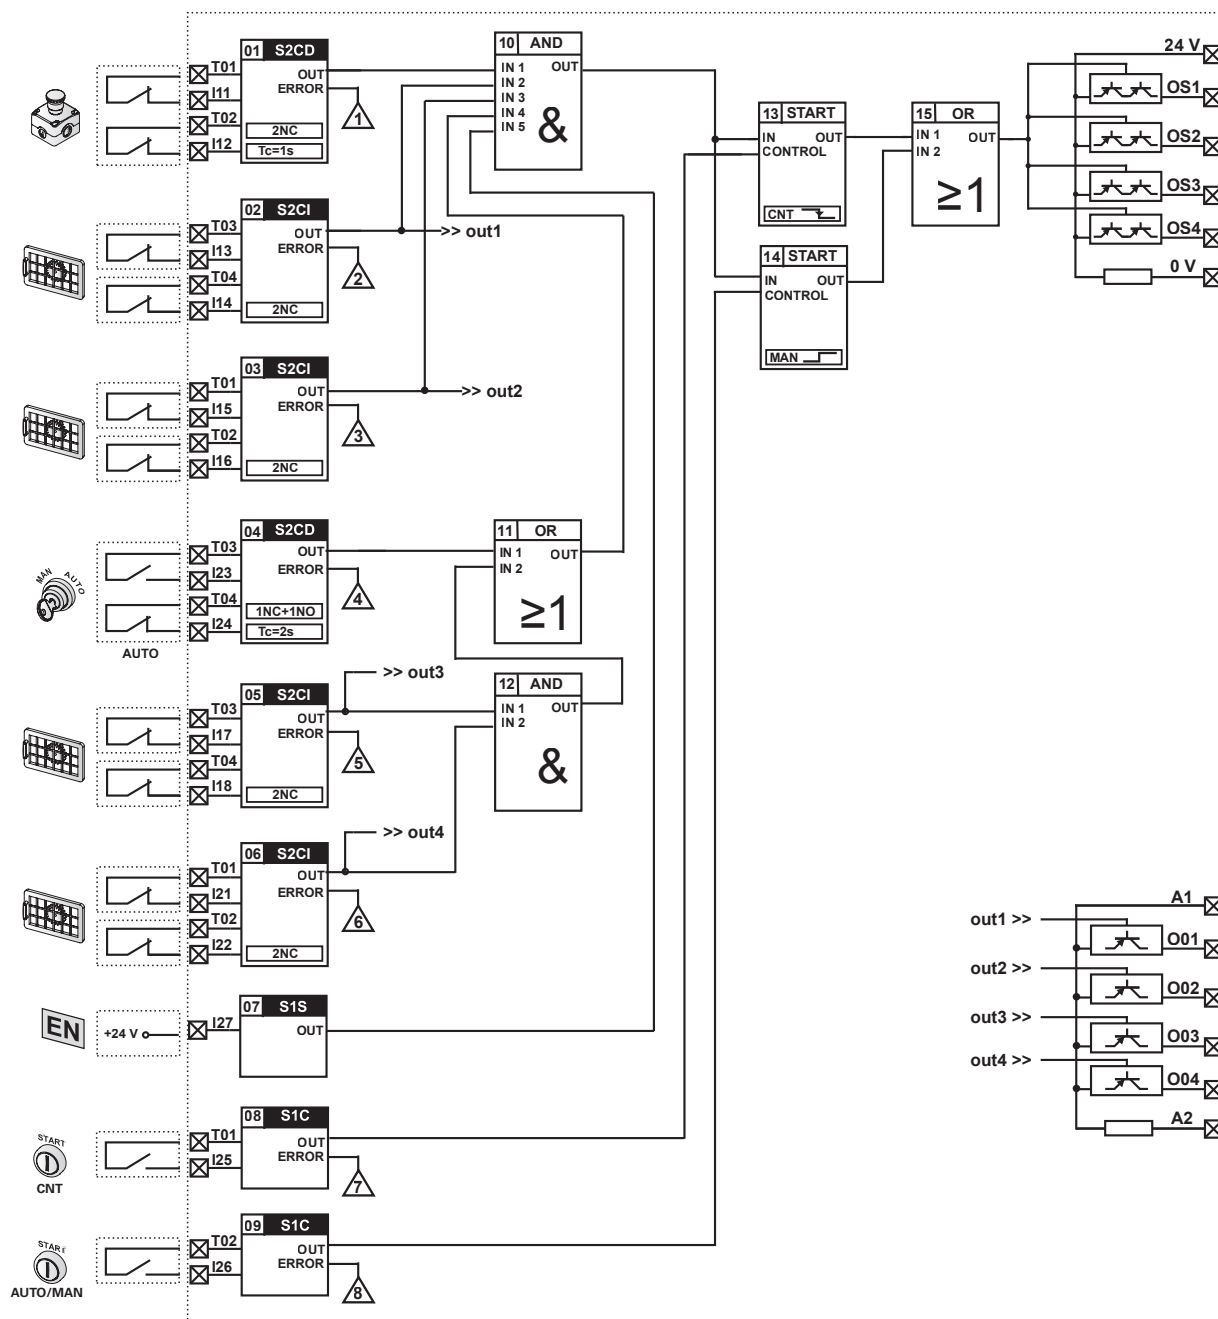 01 S2CD
T01
OUT
I11
ERROR
1
T02
2NC
I12
Tc=1s
02 S2CI
T03
OUT
>> out1
I13
ERROR
2
T04
I14
2NC
03 S2CI
T01
OUT
>> out2
I15
ERROR
3
T02
I16
2NC
MAN AUTO
AUTO
04 S2CD
T03
OUT
I23
ERROR
4
T04
1NC+1NO
I24
Tc=2s
>> out3
05 S2CI
T03
OUT
I17
ERROR
5
T04
I18
2NC
>> out4
06 S2CI
T01
OUT
I21
ERROR
6
T02
I22
2NC
EN
+24 V
07 S1S
I27
OUT
START
CNT
08 S1C
T01
OUT
I25
ERROR
7
START
AUTO/MAN
09 S1C
T02
OUT
I26
ERROR
8
10 AND
IN 1 OUT
IN 2
IN 3
IN 4
IN 5
&
11 OR
IN 1 OUT
IN 2
≥1
12 AND
IN 1 OUT
IN 2
&
13 START
IN OUT
CONTROL
CNT
14 START
IN OUT
CONTROL
MAN
15 OR
IN 1 OUT
IN 2
≥1
24 V
OS1
OS2
OS3
OS4
0 V
A1
out1 >>
O01
out2 >>
O02
out3 >>
O03
out4 >>
O04
A2